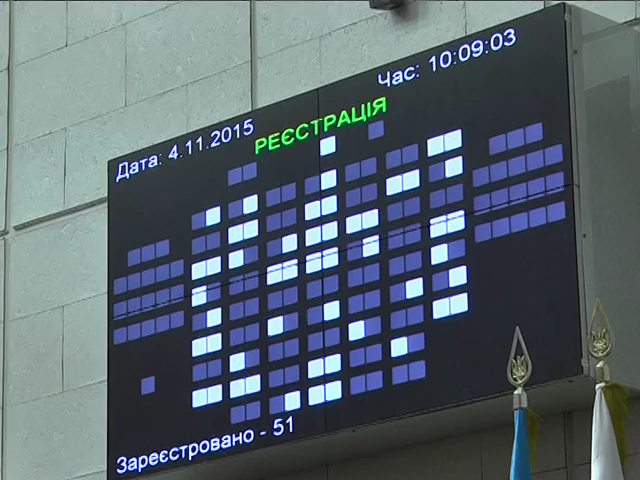 Дата: 4.11.2015
Час: 10:09:03
РЕЄСТРАЦІЯ
Зареєстровано - 51